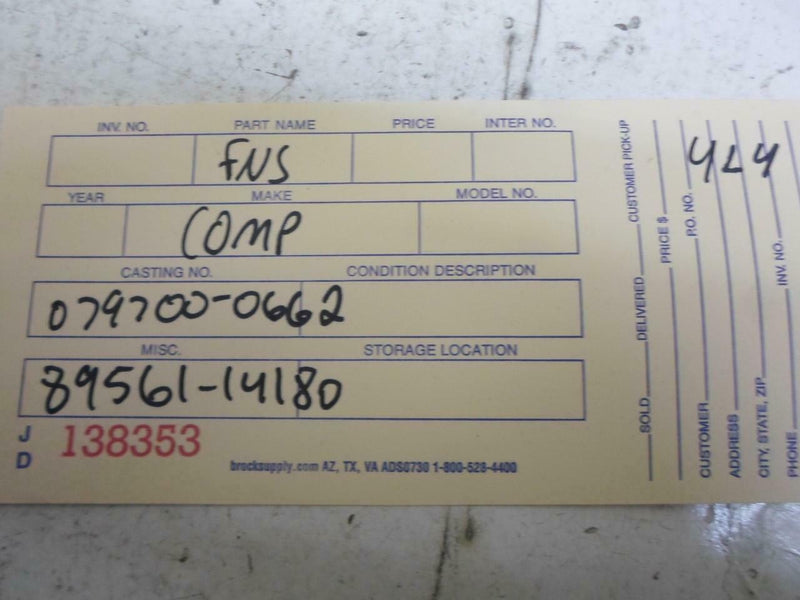 INV. NO. PART NAME PRICE INTER NO.
FNS
YEAR MAKE MODEL NO.
COMP
CASTING NO. CONDITION DESCRIPTION
079700-0662
MISC. STORAGE LOCATION
89561-14180
J D 138353
brocksupply.com AZ, TX, VA ADS0730 1-800-528-4400
SOLD DELIVERED CUSTOMER PICK-UP
PRICE $
P.O. NO.
CUSTOMER
ADDRESS
CITY, STATE, ZIP
PHONE INV. NO.